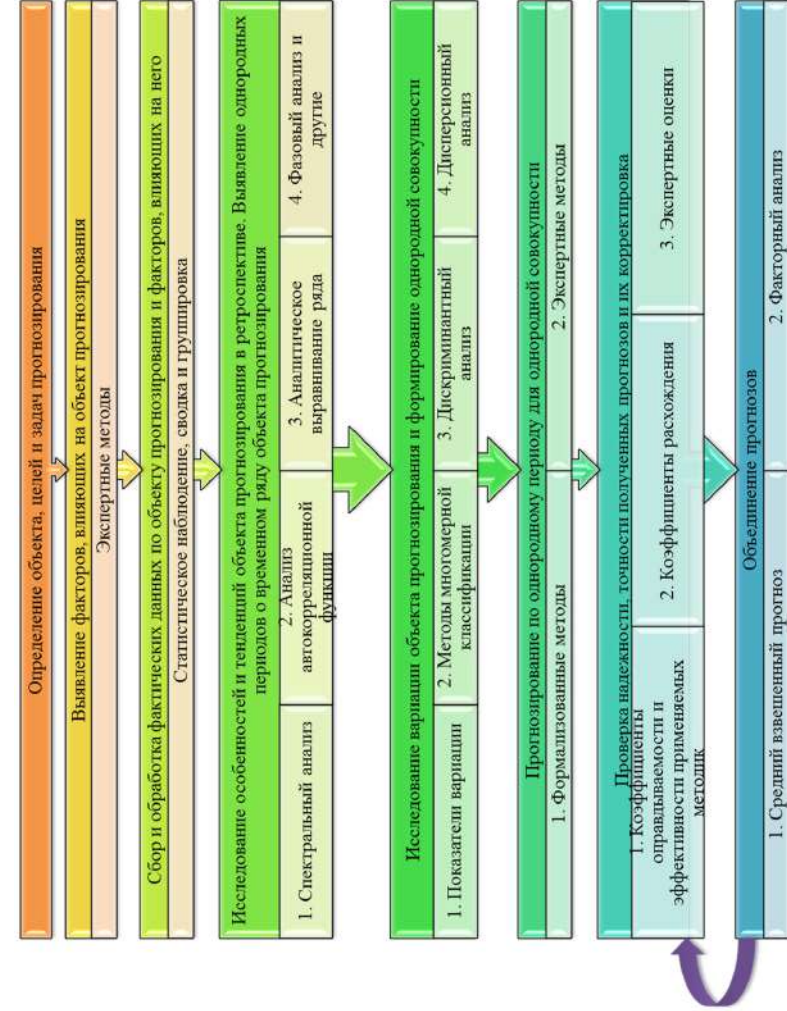 Определение объекта, целей и задач прогнозирования
Выявление факторов, влияющих на объект прогнозирования
Экспертные методы
Сбор и обработка фактических данных по объекту прогнозирования и факторов, влияющих на него
Статистическое наблюдение, сводка и группировка
Исследование особенностей и тенденций объекта прогнозирования в ретроспективе. Выявление однородных
периодов о временном ряду объекта прогнозирования
1. Спектральный анализ
2. Анализ
автокорреляционной
функции
3. Аналитическое
выравнивание ряда
4. Фазовый анализ и
другие
Исследование вариации объекта прогнозирования и формирование однородной совокупности
1. Показатели вариации
2. Методы многомерной
классификации
3. Дискриминантный
анализ
4. Дисперсионный
анализ
Прогнозирование по однородному периоду для однородной совокупности
1. Формализованные методы
2. Экспертные методы
Проверка надежности, точности полученных прогнозов и их корректировка
1. Коэффициенты
оправдываемости и
эффективности применяемых
методик
2. Коэффициенты расхождения
3. Экспертные оценки
Объединение прогнозов
1. Средний взвешенный прогноз
2. Факторный анализ